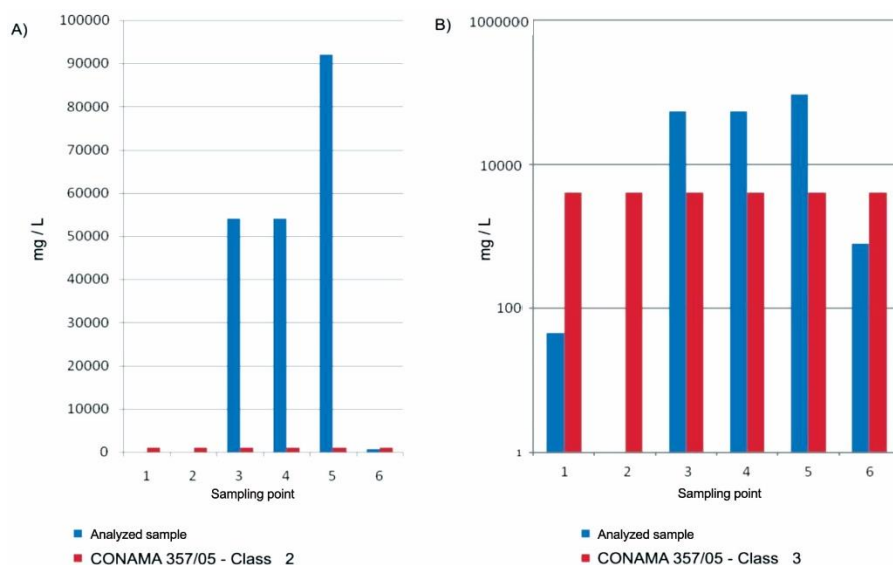 A)
100000
90000
80000
70000
60000
50000
40000
30000
20000
10000
0
mg / L
1 2 3 4 5 6
Sampling point
Analyzed sample
CONAMA 357/05 - Class 2
B)
1000000
10000
100
1
mg / L
1 2 3 4 5 6
Sampling point
Analyzed sample
CONAMA 357/05 - Class 3